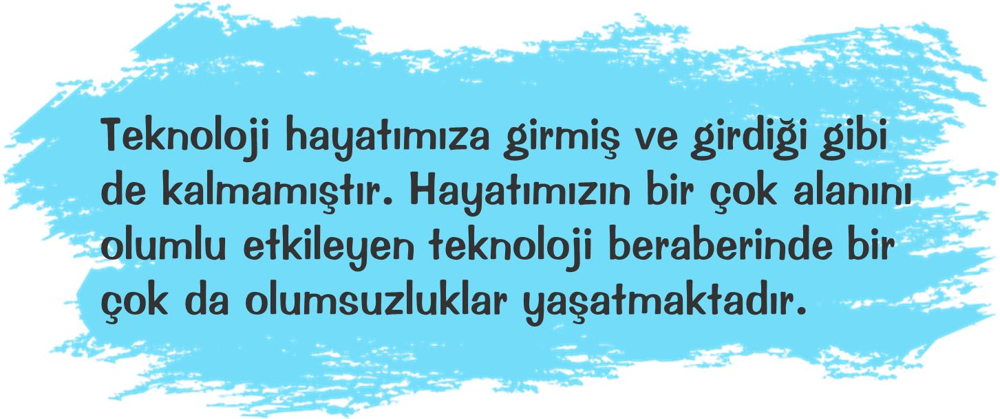 Teknoloji hayatımıza girmiş ve girdiği gibi
de kalmamıştır. Hayatımızın bir çok alanını
olumlu etkileyen teknoloji beraberinde bir
çok da olumsuzluklar yaşatmaktadır.